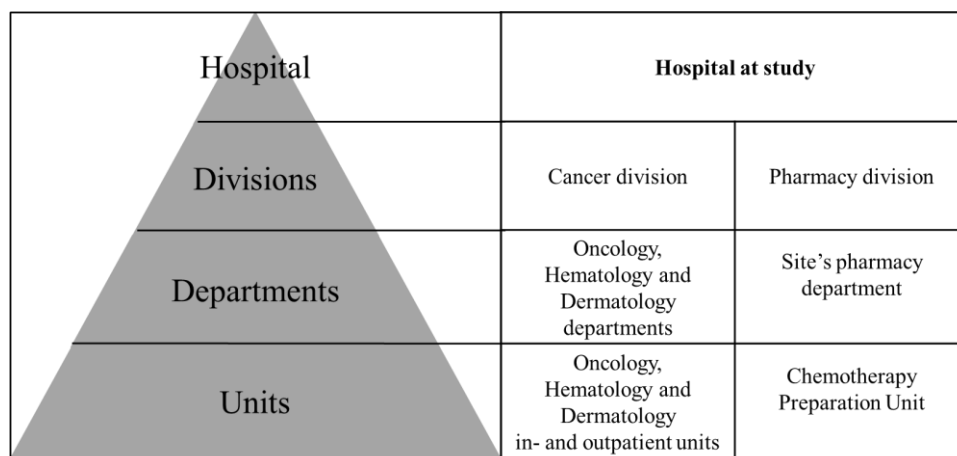 Hospital
Hospital at study
Divisions
Cancer division
Pharmacy division
Departments
Oncology,
Hematology and
Dermatology
departments
Site's pharmacy
department
Units
Oncology,
Hematology and
Dermatology
in- and outpatient units
Chemotherapy
Preparation Unit